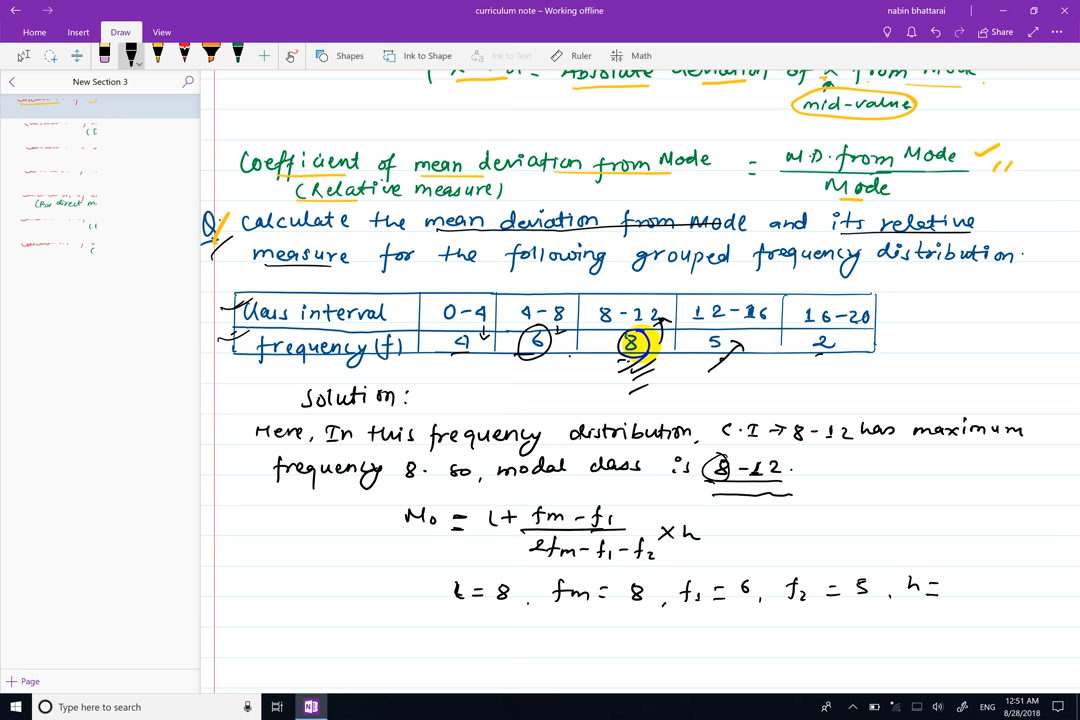 curriculum note – Working offline
nabin bhattarai
Home Insert Draw View
Share
Shapes Ink to Shape Ink to Text Ruler Math
New Section 3
| = Absolute deviation of x from mode.
mid-value
Coefficient of mean deviation from Mode = M.D. from Mode / Mode
(Relative measure)
Q. Calculate the mean deviation from Mode and its relative
measure for the following grouped frequency distribution.
Class interval 0-4 4-8 8-12 12-16 16-20
frequency (f) 4 6 8 5 2
Solution:
Here, In this frequency distribution, C.I → 8-12 has maximum
frequency 8. so, modal class is 8-12.
Mo = l + fm - f1 / 2fm - f1 - f2 × h
l = 8, fm = 8, f1 = 6, f2 = 5, h =
+ Page
Type here to search
ENG
12:51 AM
8/28/2018